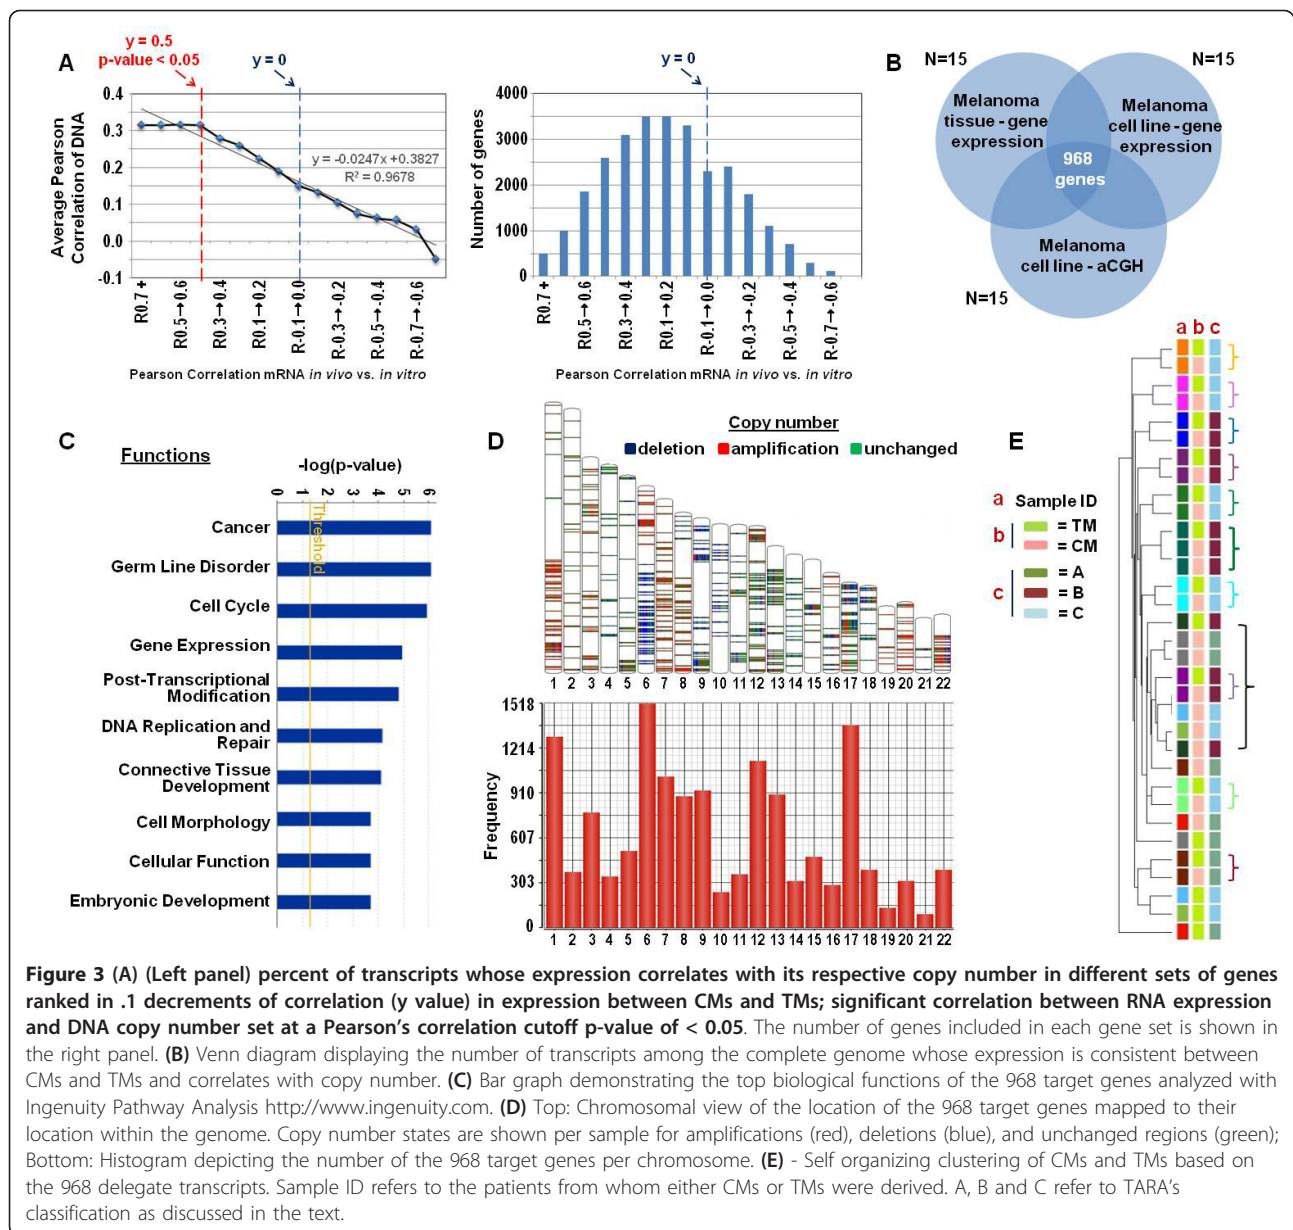 A
y = 0.5
p-value < 0.05
y = 0
Average Pearson
Correlation of DNA
0.4
0.3
0.2
0.1
0.0
-0.1
y = -0.0247x + 0.3827
R² = 0.9678
R0.7 +
R0.5→0.6
R0.3→0.4
R0.1→0.2
R-0.1→0.0
R-0.3→-0.2
R-0.5→-0.4
R-0.7→-0.6
Pearson Correlation mRNA in vivo vs. in vitro
y = 0
Number of genes
4000
3000
2000
1000
0
R0.7 +
R0.5→0.6
R0.3→0.4
R0.1→0.2
R-0.1→0.0
R-0.3→-0.2
R-0.5→-0.4
R-0.7→-0.6
Pearson Correlation mRNA in vivo vs. in vitro
B
N=15
N=15
Melanoma
tissue - gene
expression
Melanoma
cell line - gene
expression
968
genes
Melanoma
cell line - aCGH
N=15
C
Functions
-log(p-value)
0 1 2 3 4 5 6
Threshold
Cancer
Germ Line Disorder
Cell Cycle
Gene Expression
Post-Transcriptional
Modification
DNA Replication and
Repair
Connective Tissue
Development
Cell Morphology
Cellular Function
Embryonic Development
D
Copy number
deletion amplification unchanged
1 2 3 4 5 6 7 8 9 10 11 12 13 14 15 16 17 18 19 20 21 22
Frequency
1518
1214
910
607
303
0
1 2 3 4 5 6 7 8 9 10 11 12 13 14 15 16 17 18 19 20 21 22
E
a b c
a Sample ID
b
= TM
= CM
c
= A
= B
= C
Figure 3 (A) (Left panel) percent of transcripts whose expression correlates with its respective copy number in different sets of genes
ranked in .1 decrements of correlation (y value) in expression between CMs and TMs; significant correlation between RNA expression
and DNA copy number set at a Pearson's correlation cutoff p-value of < 0.05. The number of genes included in each gene set is shown in
the right panel. (B) Venn diagram displaying the number of transcripts among the complete genome whose expression is consistent between
CMs and TMs and correlates with copy number. (C) Bar graph demonstrating the top biological functions of the 968 target genes analyzed with
Ingenuity Pathway Analysis http://www.ingenuity.com. (D) Top: Chromosomal view of the location of the 968 target genes mapped to their
location within the genome. Copy number states are shown per sample for amplifications (red), deletions (blue), and unchanged regions (green);
Bottom: Histogram depicting the number of the 968 target genes per chromosome. (E) - Self organizing clustering of CMs and TMs based on
the 968 delegate transcripts. Sample ID refers to the patients from whom either CMs or TMs were derived. A, B and C refer to TARA's
classification as discussed in the text.